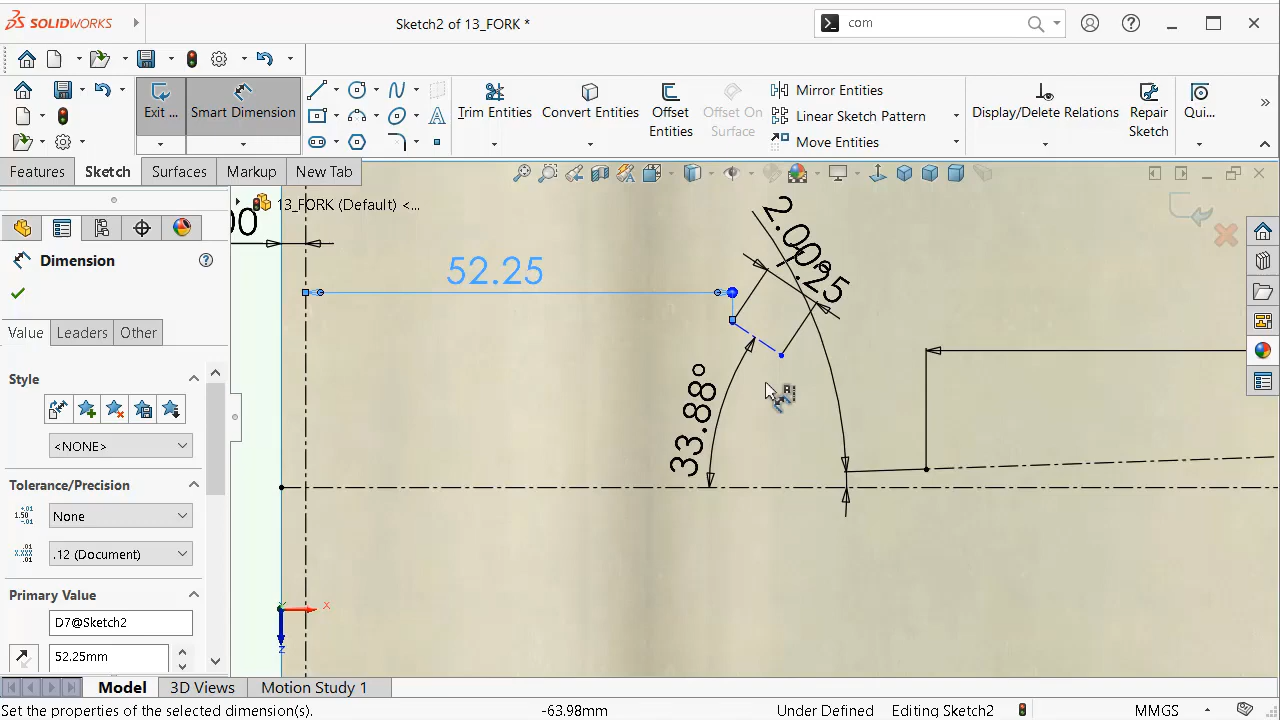 SOLIDWORKS
Sketch2 of 13_FORK *
com
Exit ...
Smart Dimension
Trim Entities
Convert Entities
Offset
Entities
Offset On
Surface
Mirror Entities
Linear Sketch Pattern
Move Entities
Display/Delete Relations
Repair
Sketch
Qui...
Features
Sketch
Surfaces
Markup
New Tab
13_FORK (Default) <...
Dimension
Value
Leaders
Other
Style
<NONE>
Tolerance/Precision
None
.12 (Document)
Primary Value
D7@Sketch2
52.25mm
00
52.25
2.00°
33.88°
X
Z
Model
3D Views
Motion Study 1
Set the properties of the selected dimension(s).
-63.98mm
Under Defined
Editing Sketch2
MMGS